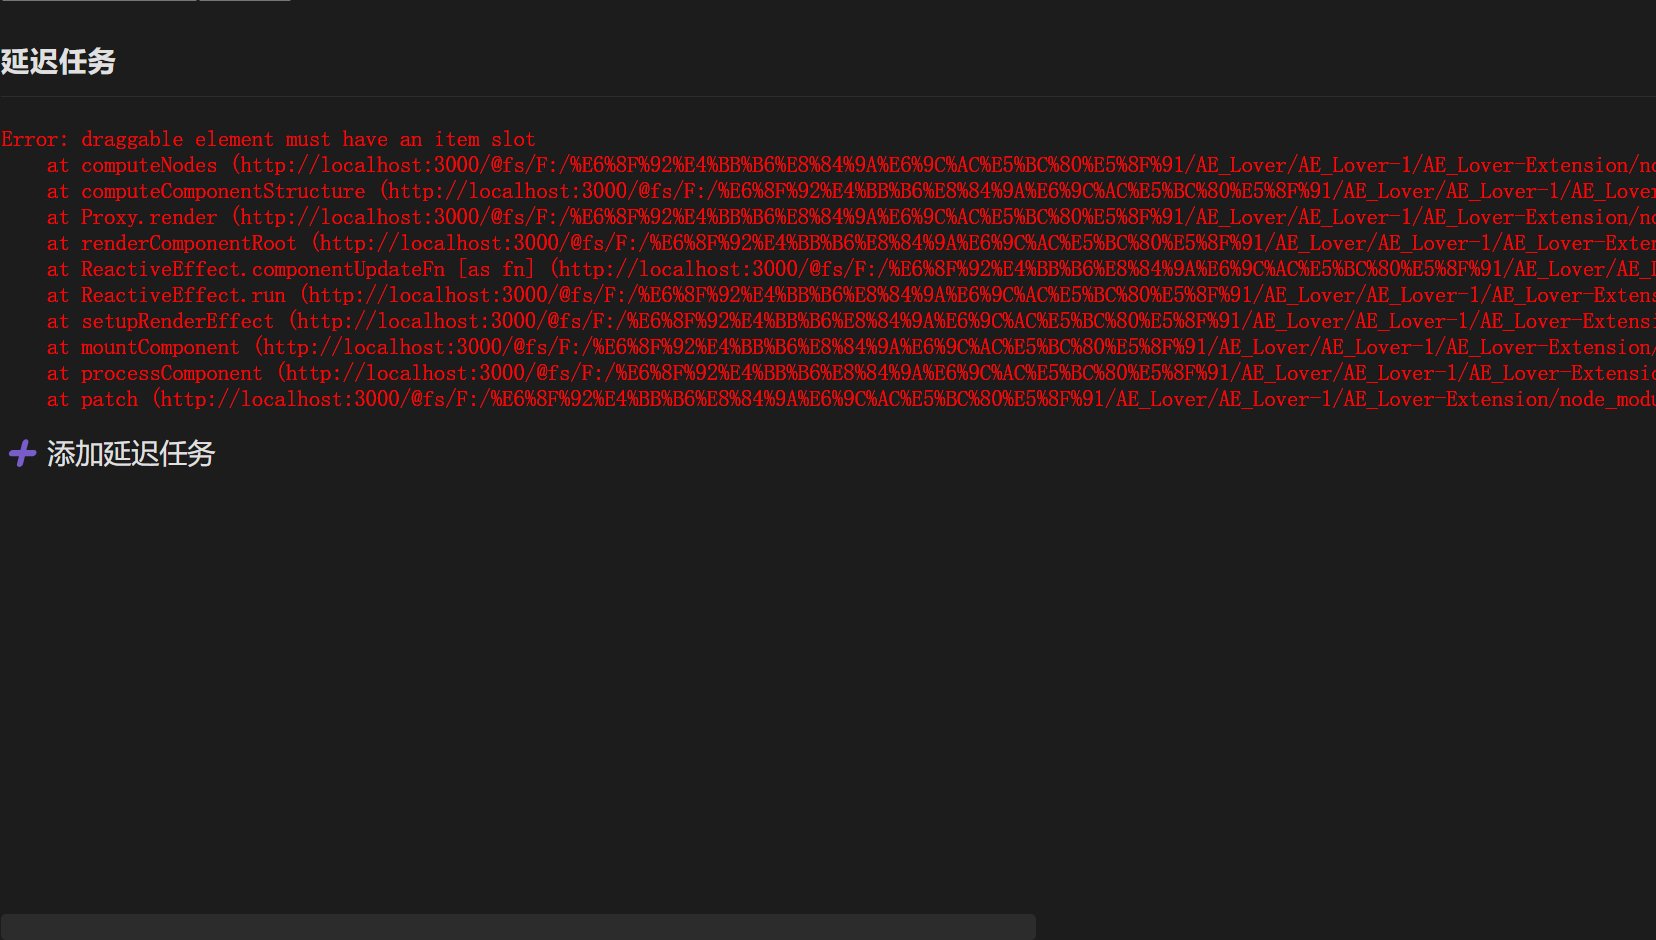 延迟任务
Error: draggable element must have an item slot
at computeNodes (http://localhost:3000/@fs/F:/%E6%8F%92%E4%BB%B6%E8%84%9A%E6%9C%AC%E5%BC%80%E5%8F%91/AE_Lover/AE_Lover-1/AE_Lover-Extension/no
at computeComponentStructure (http://localhost:3000/@fs/F:/%E6%8F%92%E4%BB%B6%E8%84%9A%E6%9C%AC%E5%BC%80%E5%8F%91/AE_Lover/AE_Lover-1/AE_Lover
at Proxy.render (http://localhost:3000/@fs/F:/%E6%8F%92%E4%BB%B6%E8%84%9A%E6%9C%AC%E5%BC%80%E5%8F%91/AE_Lover/AE_Lover-1/AE_Lover-Extension/no
at renderComponentRoot (http://localhost:3000/@fs/F:/%E6%8F%92%E4%BB%B6%E8%84%9A%E6%9C%AC%E5%BC%80%E5%8F%91/AE_Lover/AE_Lover-1/AE_Lover-Exten
at ReactiveEffect.componentUpdateFn [as fn] (http://localhost:3000/@fs/F:/%E6%8F%92%E4%BB%B6%E8%84%9A%E6%9C%AC%E5%BC%80%E5%8F%91/AE_Lover/AE_L
at ReactiveEffect.run (http://localhost:3000/@fs/F:/%E6%8F%92%E4%BB%B6%E8%84%9A%E6%9C%AC%E5%BC%80%E5%8F%91/AE_Lover/AE_Lover-1/AE_Lover-Extens
at setupRenderEffect (http://localhost:3000/@fs/F:/%E6%8F%92%E4%BB%B6%E8%84%9A%E6%9C%AC%E5%BC%80%E5%8F%91/AE_Lover/AE_Lover-1/AE_Lover-Extensi
at mountComponent (http://localhost:3000/@fs/F:/%E6%8F%92%E4%BB%B6%E8%84%9A%E6%9C%AC%E5%BC%80%E5%8F%91/AE_Lover/AE_Lover-1/AE_Lover-Extension/
at processComponent (http://localhost:3000/@fs/F:/%E6%8F%92%E4%BB%B6%E8%84%9A%E6%9C%AC%E5%BC%80%E5%8F%91/AE_Lover/AE_Lover-1/AE_Lover-Extensio
at patch (http://localhost:3000/@fs/F:/%E6%8F%92%E4%BB%B6%E8%84%9A%E6%9C%AC%E5%BC%80%E5%8F%91/AE_Lover/AE_Lover-1/AE_Lover-Extension/node_modu
添加延迟任务